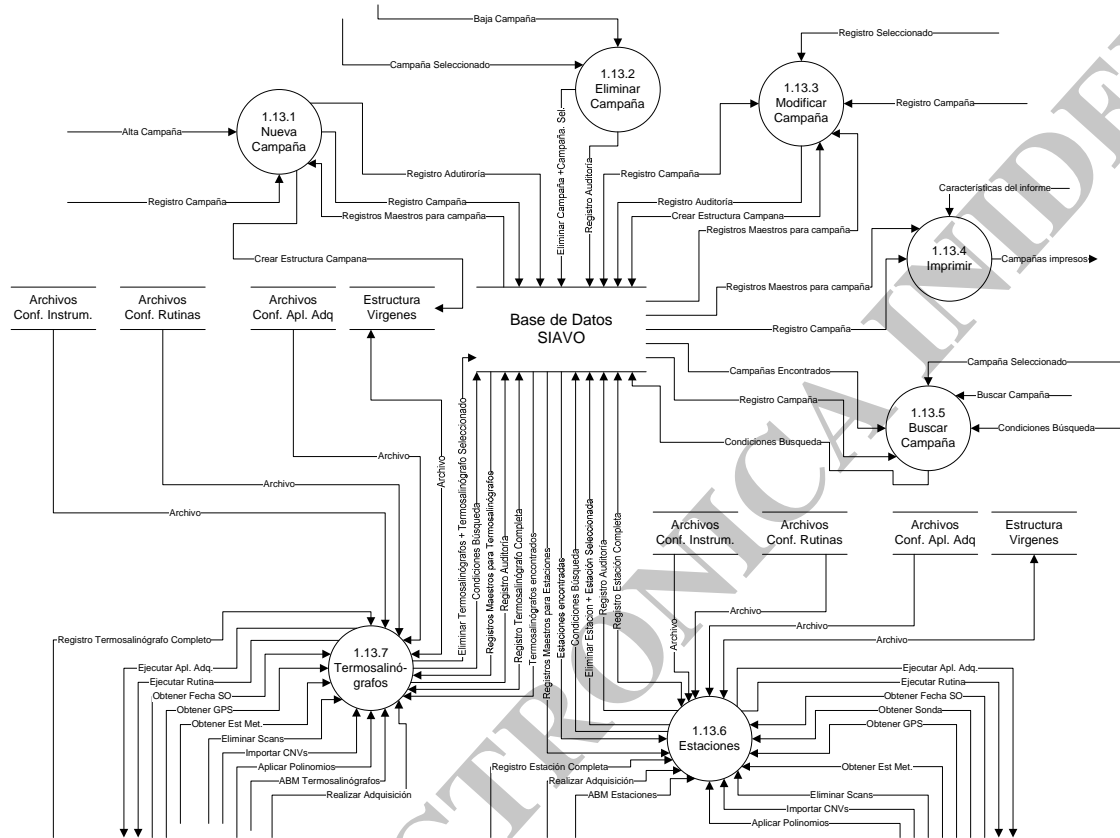 Baja Campaña
Registro Seleccionado
Campaña Seleccionado
1.13.2
Eliminar
Campaña
1.13.3
Modificar
Campaña
Registro Campaña
1.13.1
Nueva
Campaña
Alta Campaña
Eliminar Campaña +Campaña. Sel.
Registro Auditoría
Registro Adutiroría
Registro Campaña
Registro Campaña
Registro Campaña
Registro Auditoría
Registros Maestros para campaña
Crear Estructura Campana
Registros Maestros para campaña
Características del informe
1.13.4
Imprimir
Campañas impresos
Crear Estructura Campana
Registros Maestros para campaña
Archivos
Conf. Instrum.
Archivos
Conf. Rutinas
Archivos
Conf. Apl. Adq
Estructura
Virgenes
Base de Datos
SIAVO
Registro Campaña
Campañas Encontrados
Campaña Seleccionado
Registro Campaña
Buscar Campaña
1.13.5
Buscar
Campaña
Condiciones Búsqueda
Condiciones Busqueda
Archivo
Archivo
Archivo
Archivo
Eliminar Termosalinógrafos + Termosalinógrafo Seleccionado
Condiciones Búsqueda
Registros Maestros para Termosalinógrafos
Registro Auditoría
Registro Termosalinógrafo Completo
Termosalinógrafos encontrados
Registros Maestros para Estaciones
Estaciones encontradas
Condiciones Búsqueda
Eliminar Estacion + Estación Seleccionada
Registro Auditoría
Registro Estación Completa
Archivos
Conf. Instrum.
Archivos
Conf. Rutinas
Archivos
Conf. Apl. Adq
Estructura
Virgenes
Archivo
Archivo
Archivo
Archivo
Registro Termosalinógrafo Completo
1.13.7
Termosalinó-
grafos
Ejecutar Apl. Adq.
Ejecutar Rutina
Obtener Fecha SO
Obtener GPS
Obtener Est Met.
Eliminar Scans
Importar CNVs
Aplicar Polinomios
ABM Termosalinógrafos
Realizar Adquisición
Ejecutar Apl. Adq.
Ejecutar Rutina
Obtener Fecha SO
Obtener Sonda
Obtener GPS
1.13.6
Estaciones
Obtener Est Met.
Registro Estación Completa
Realizar Adquisición
ABM Estaciones
Eliminar Scans
Importar CNVs
Aplicar Polinomios